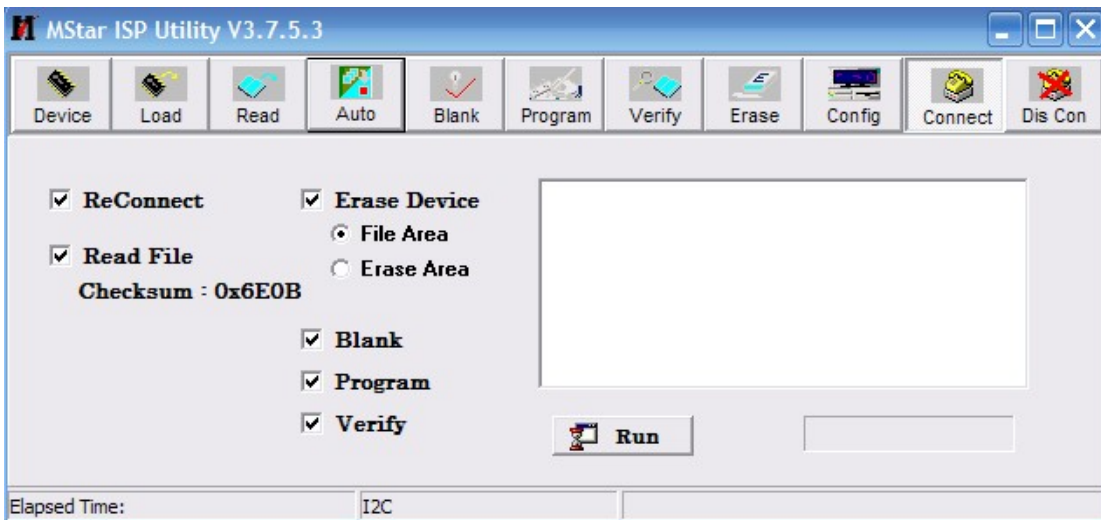 MStar ISP Utility V3.7.5.3
Device Load Read Auto Blank Program Verify Erase Config Connect Dis Con
ReConnect
Read File
Checksum : 0x6E0B
Erase Device
File Area
Erase Area
Blank
Program
Verify
Run
Elapsed Time: I2C